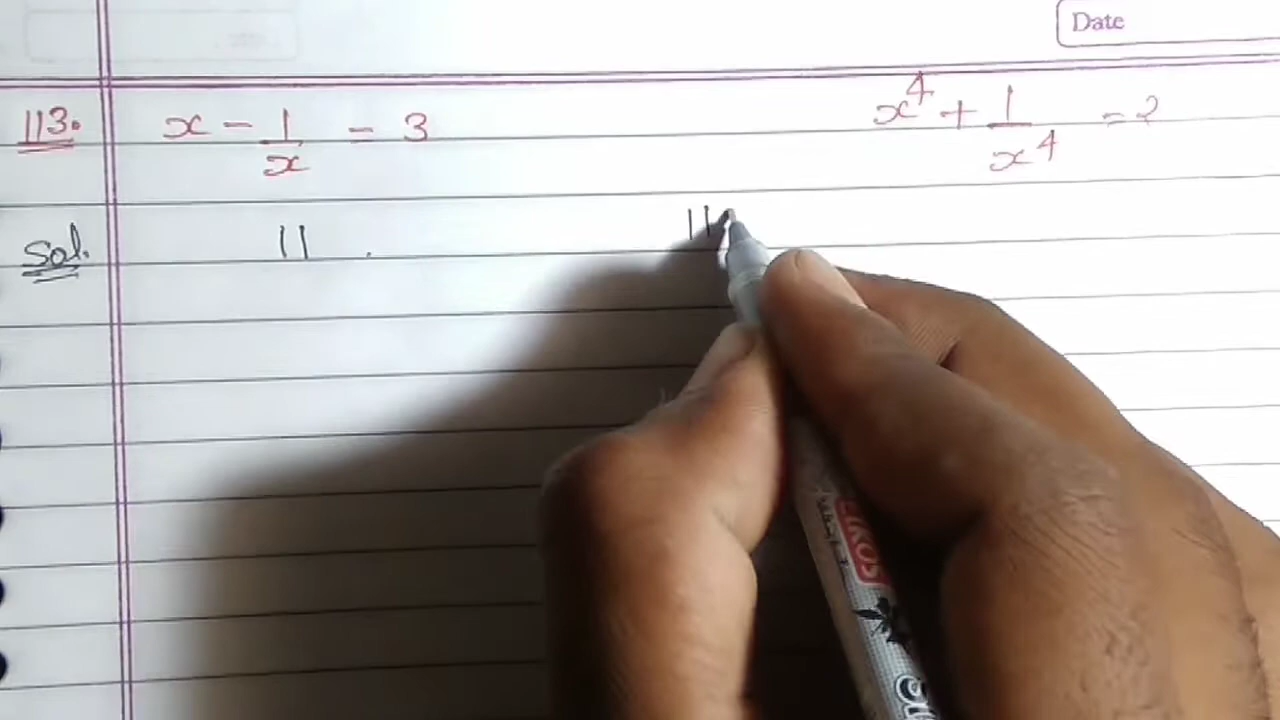 Date
113. x - 1/x - 3 x⁴ + 1/x⁴ = ?
Sol. 11 . 11